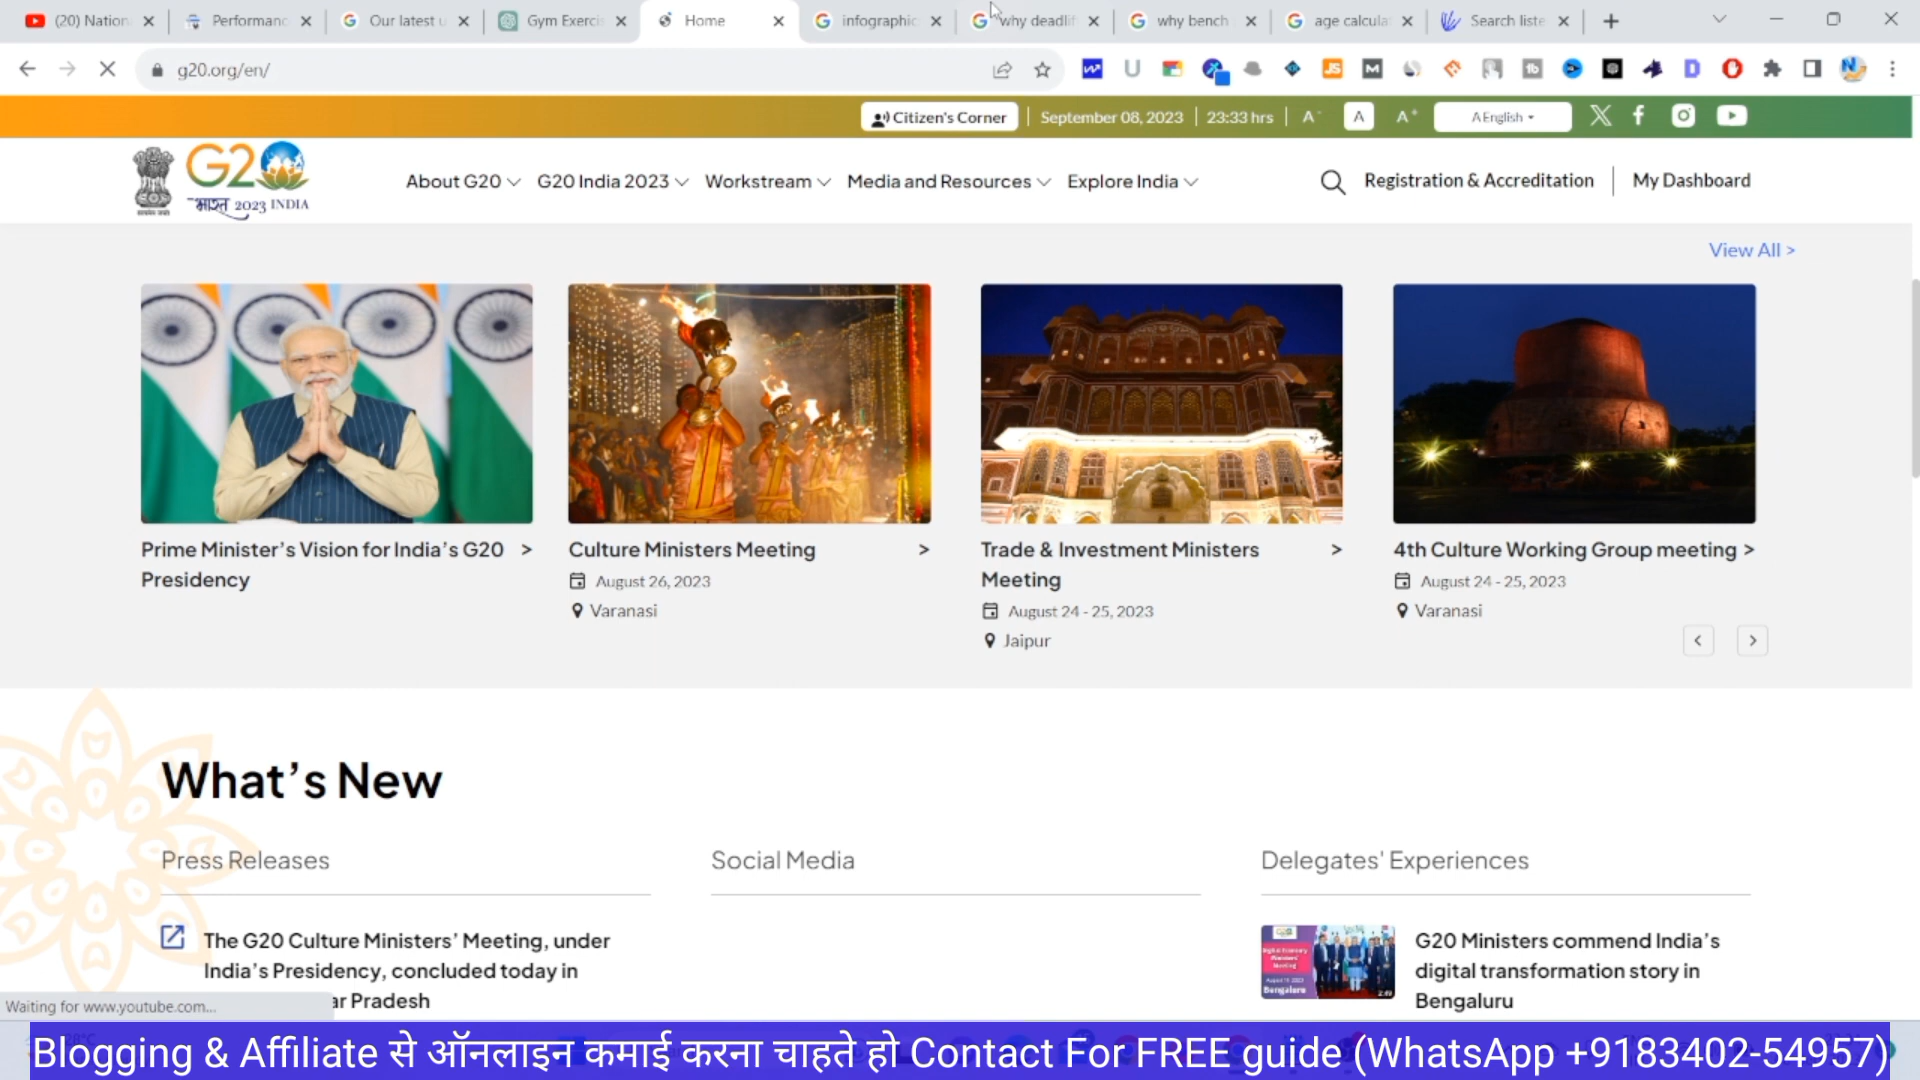 (20) Nation
Performanc
Our latest u
Gym Exerci
Home
infographic
why deadlif
why bench
age calcula
Search liste
g20.org/en/
Citizen's Corner
September 08, 2023
23:33 hrs
A-
A
A+
A English
G20
भारत 2023 INDIA
About G20
G20 India 2023
Workstream
Media and Resources
Explore India
Registration & Accreditation
My Dashboard
View All >
Prime Minister's Vision for India's G20 >
Presidency
Culture Ministers Meeting >
August 26, 2023
Varanasi
Trade & Investment Ministers >
Meeting
August 24 - 25, 2023
Jaipur
4th Culture Working Group meeting >
August 24 - 25, 2023
Varanasi
What's New
Press Releases
The G20 Culture Ministers' Meeting, under
India's Presidency, concluded today in
ar Pradesh
Social Media
Delegates' Experiences
Bengaluru
2:49
G20 Ministers commend India's
digital transformation story in
Bengaluru
Waiting for www.youtube.com...
Blogging & Affiliate से ऑनलाइन कमाई करना चाहते हो Contact For FREE guide (WhatsApp +9183402-54957)